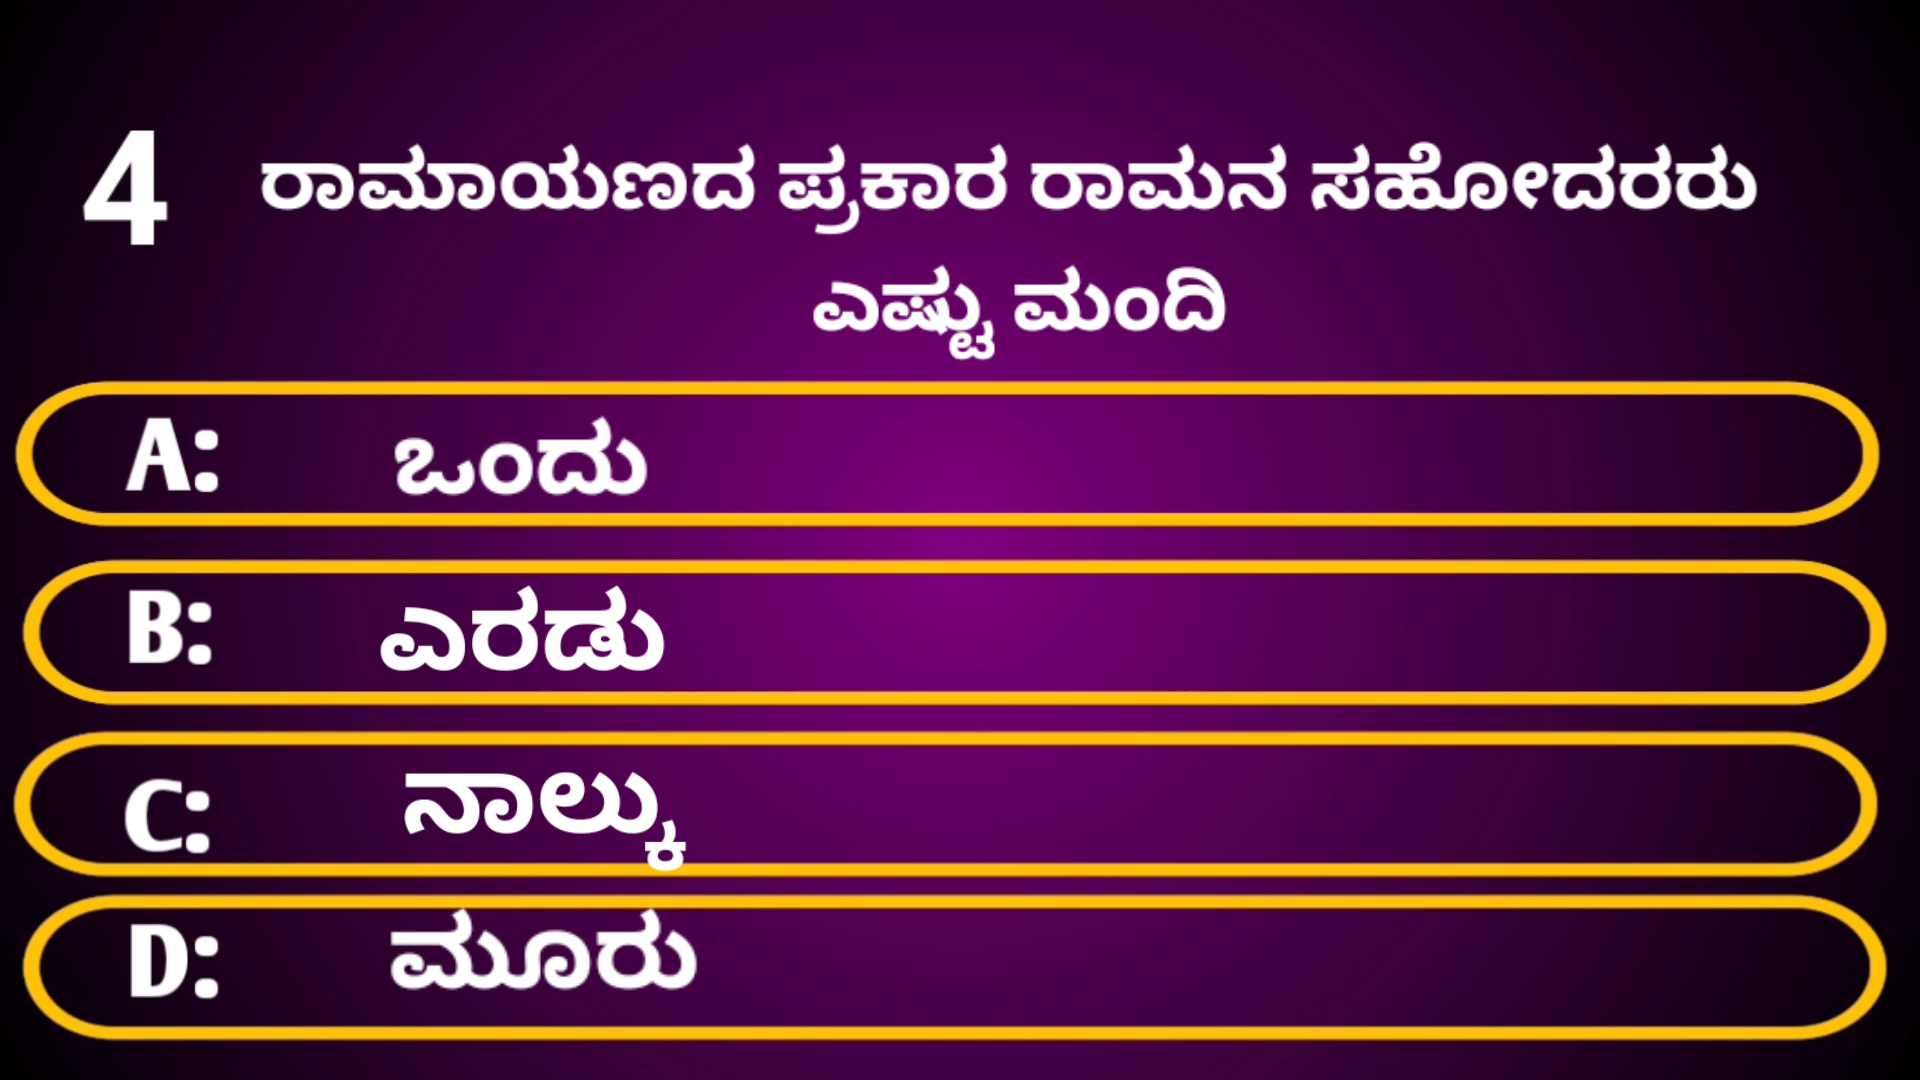 4 ರಾಮಾಯಣದ ಪ್ರಕಾರ ರಾಮನ ಸಹೋದರರು
ಎಷ್ಟು ಮಂದಿ
A: ಒಂದು
B: ಎರಡು
C: ನಾಲ್ಕು
D: ಮೂರು